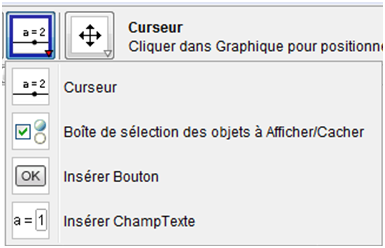 a = 2
Curseur
Cliquer dans Graphique pour positionne
a = 2
Curseur
Boîte de sélection des objets à Afficher/Cacher
OK
Insérer Bouton
a = 1
Insérer ChampTexte